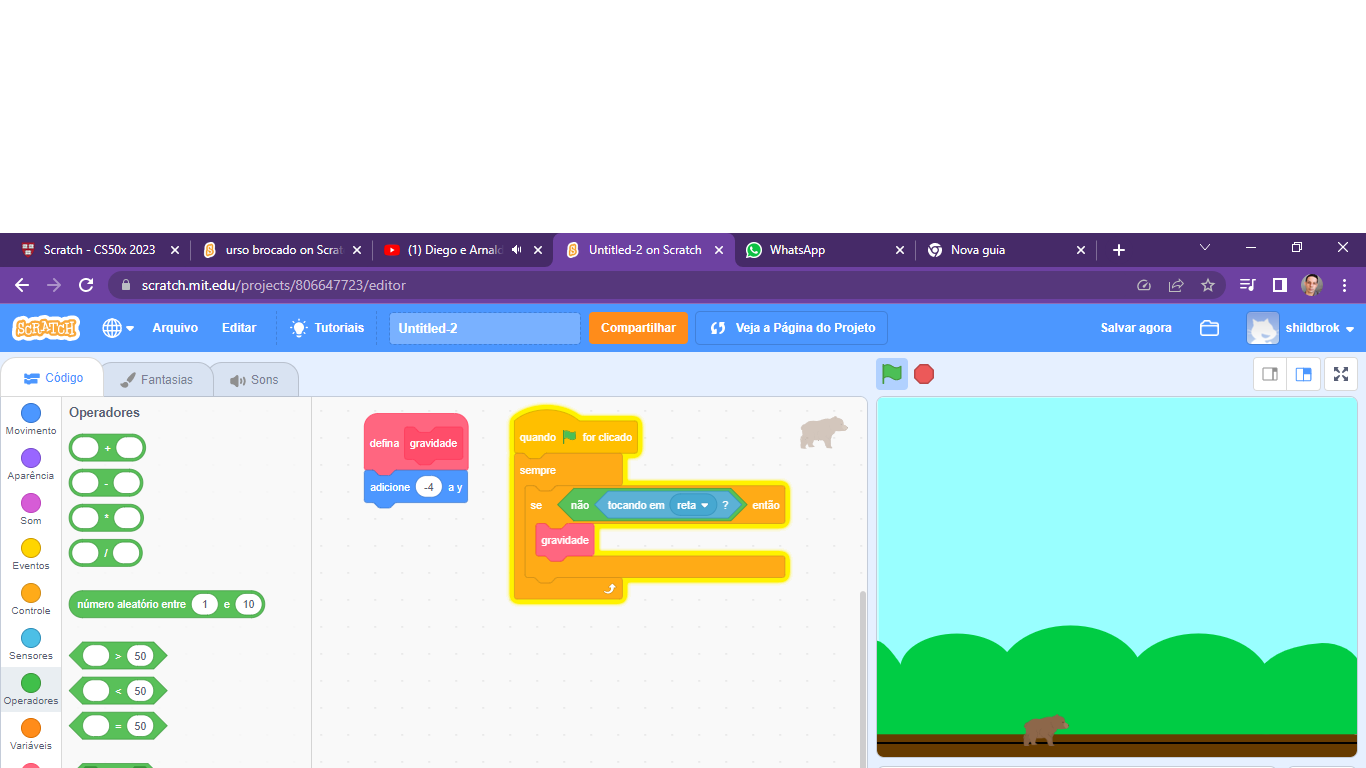 Scratch - CS50x 2023
urso brocado on Scrat
(1) Diego e Arnald
Untitled-2 on Scratch
WhatsApp
Nova guia
scratch.mit.edu/projects/806647723/editor
SCRATCH
Arquivo
Editar
Tutoriais
Untitled-2
Compartilhar
Veja a Página do Projeto
Salvar agora
shildbrok
Código
Fantasias
Sons
Movimento
Aparência
Som
Eventos
Controle
Sensores
Operadores
Variáveis
Operadores
+
-
*
/
número aleatório entre 1 e 10
> 50
< 50
= 50
defina gravidade
adicione -4 a y
quando for clicado
sempre
se não tocando em reta ? então
gravidade